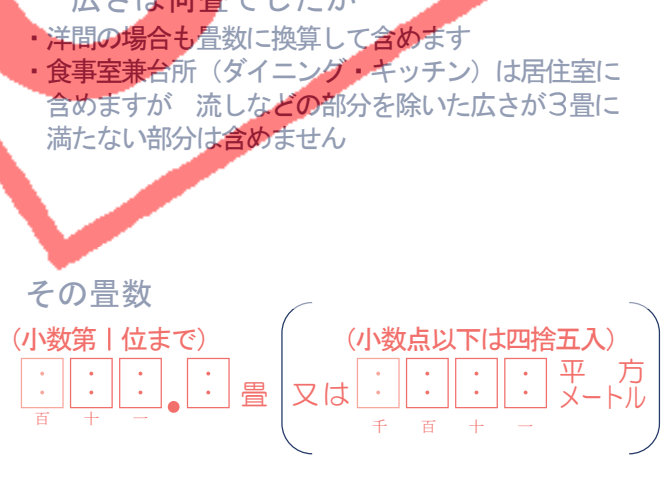 広さは何畳でしたか
・洋間の場合も畳数に換算して含めます
・食事室兼台所（ダイニング・キッチン）は居住室に
含めますが 流しなどの部分を除いた広さが３畳に
満たない部分は含めません
その畳数
（小数第１位まで）
（小数点以下は四捨五入）
. 畳
又は
平方
メートル
百 十 一
千 百 十 一